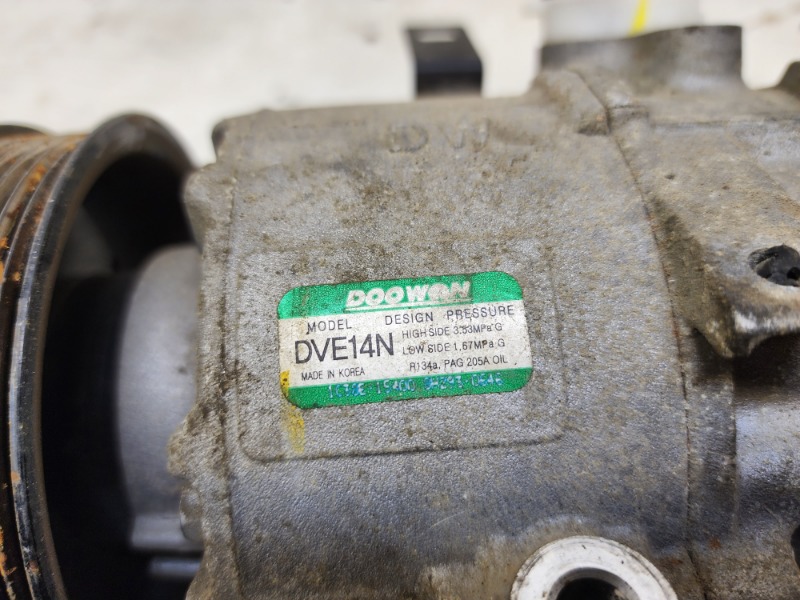 DOOWON
MODEL DESIGN PRESSURE
DVE14N HIGH SIDE 3.53MPa G
LOW SIDE 1.67MPa G
MADE IN KOREA R134a, PAG 205A OIL